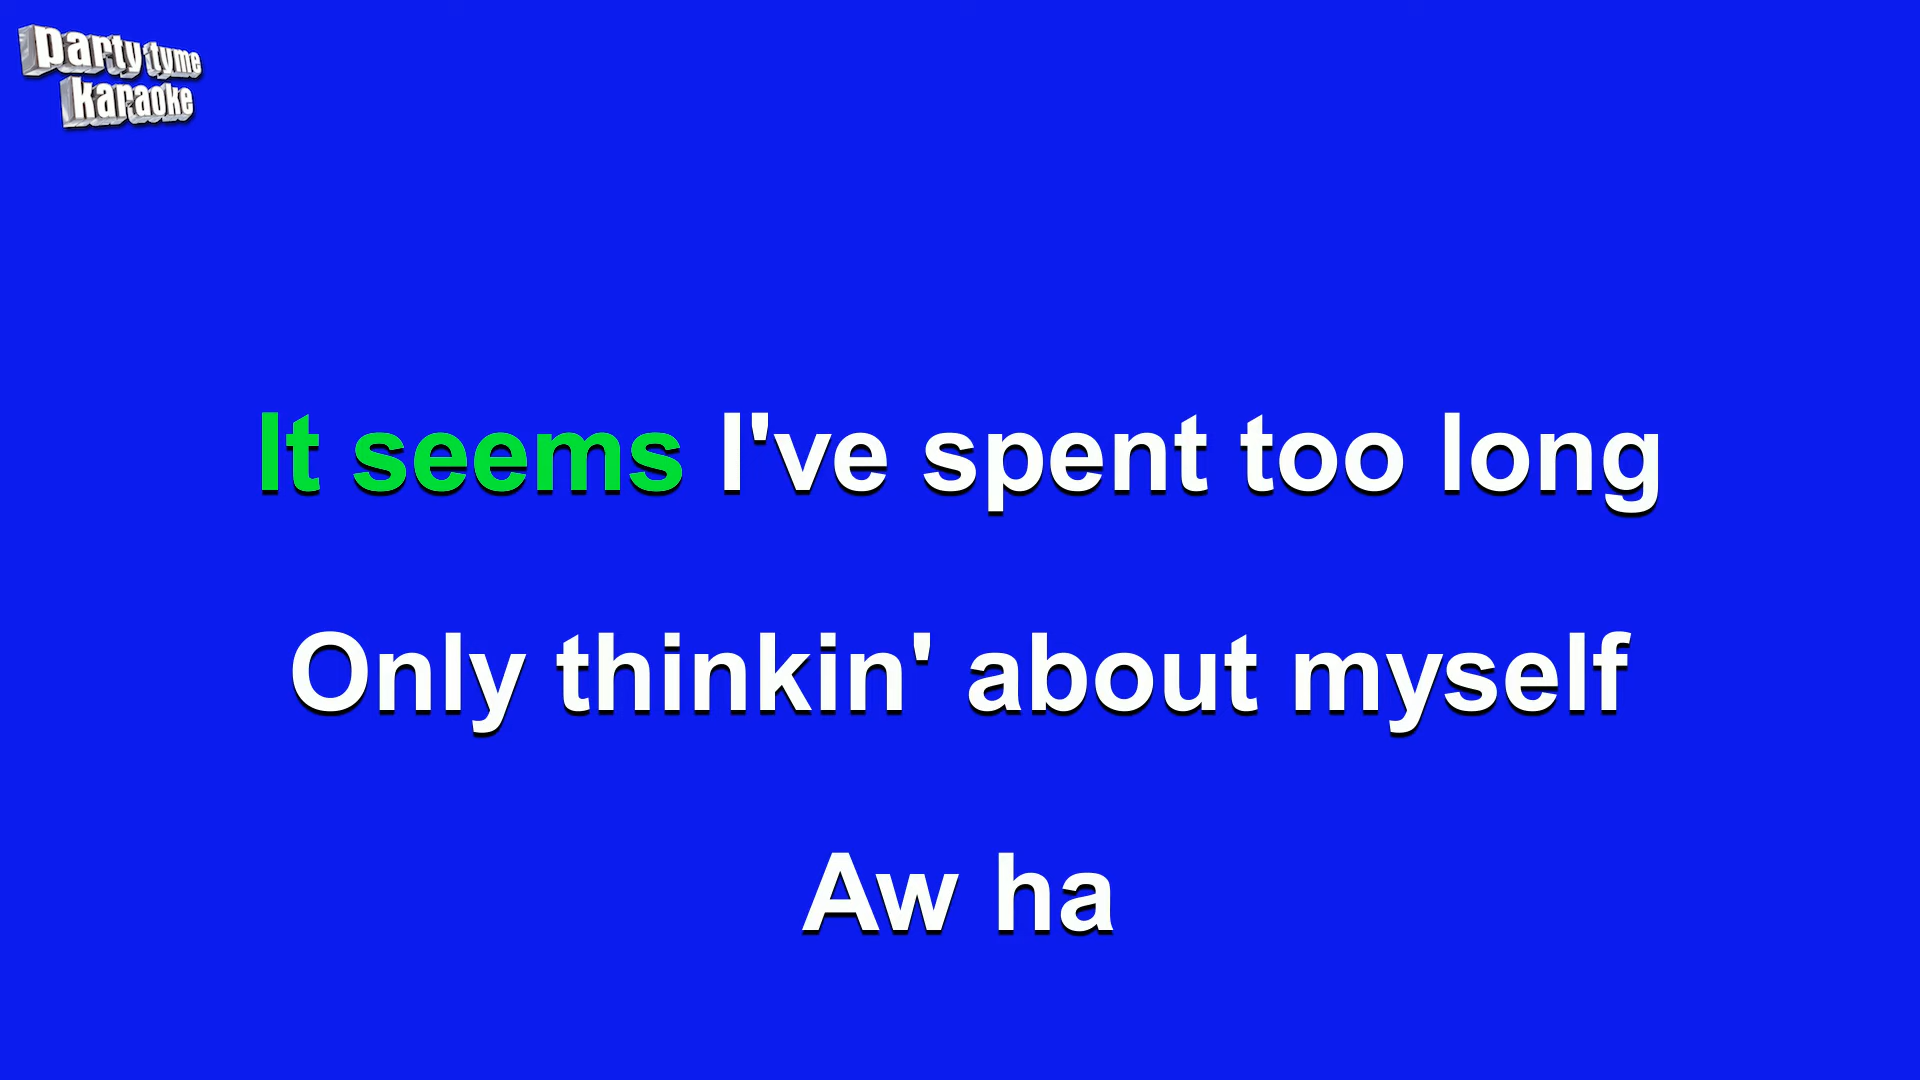 party tyme
karaoke
It seems I've spent too long
Only thinkin' about myself
Aw ha